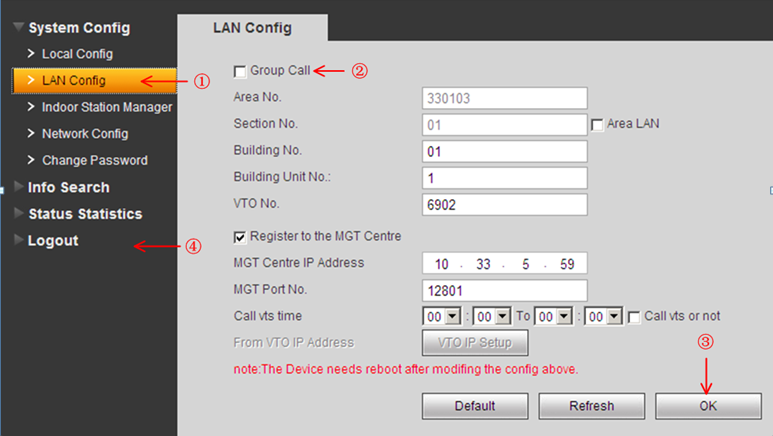 System Config
Local Config
LAN Config ①
Indoor Station Manager
Network Config
Change Password
Info Search
Status Statistics
Logout ④
LAN Config
Group Call ②
Area No. 330103
Section No. 01 Area LAN
Building No. 01
Building Unit No.: 1
VTO No. 6902
Register to the MGT Centre
MGT Centre IP Address 10 . 33 . 5 . 59
MGT Port No. 12801
Call vts time 00 : 00 To 00 : 00 Call vts or not
From VTO IP Address VTO IP Setup
note:The Device needs reboot after modifing the config above.
③
Default Refresh OK